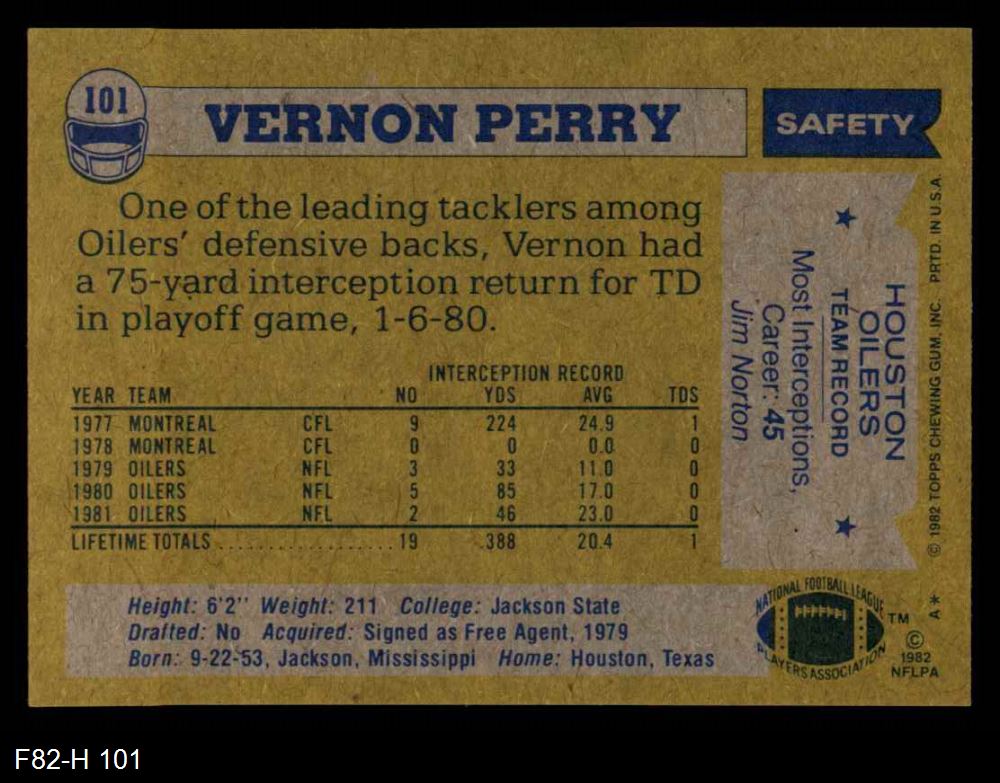 101
VERNON PERRY
SAFETY
One of the leading tacklers among
Oilers' defensive backs, Vernon had
a 75-yard interception return for TD
in playoff game, 1-6-80.
INTERCEPTION RECORD
YEAR TEAM NO YDS AVG TDS
1977 MONTREAL CFL 9 224 24.9 1
1978 MONTREAL CFL 0 0 0.0 0
1979 OILERS NFL 3 33 11.0 0
1980 OILERS NFL 5 85 17.0 0
1981 OILERS NFL 2 46 23.0 0
LIFETIME TOTALS .................. 19 388 20.4 1
Height: 6'2" Weight: 211 College: Jackson State
Drafted: No Acquired: Signed as Free Agent, 1979
Born: 9-22-53, Jackson, Mississippi Home: Houston, Texas
HOUSTON
OILERS
★ TEAM RECORD ★
Most Interceptions,
Career: 45
Jim Norton
© 1982 TOPPS CHEWING GUM, INC. PRTD. IN U.S.A.
A*
NATIONAL FOOTBALL LEAGUE
PLAYERS ASSOCIATION
TM
©
1982
NFLPA
F82-H 101